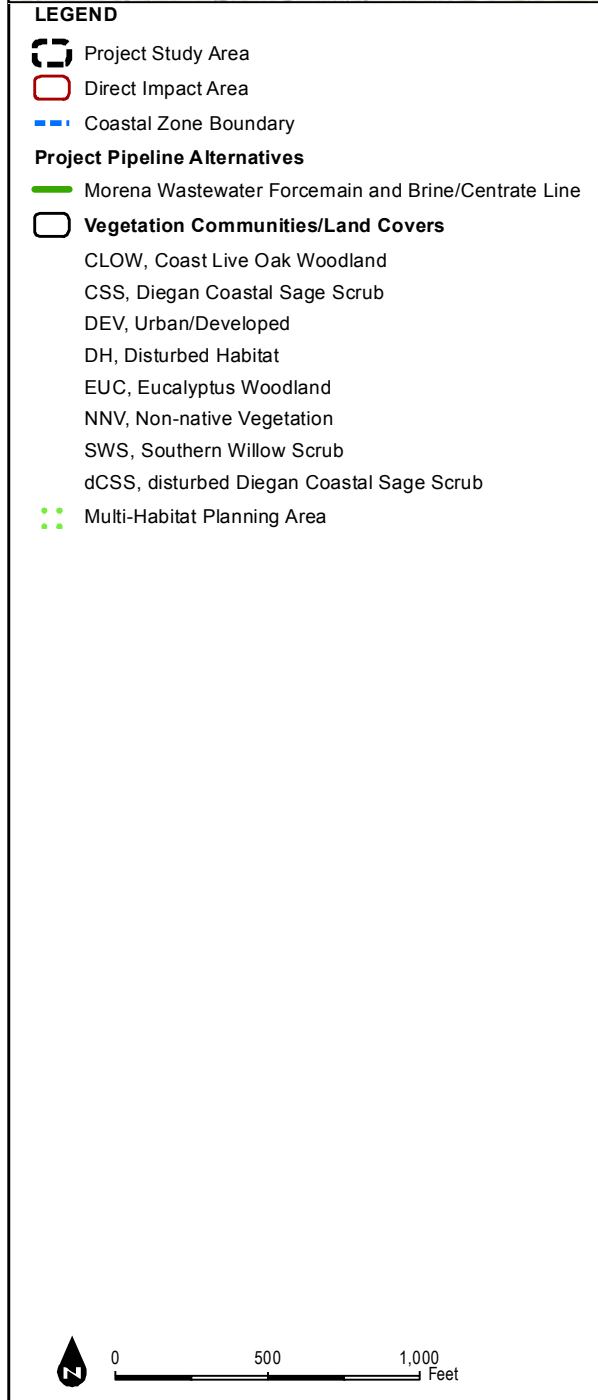 LEGEND
Project Study Area
Direct Impact Area
Coastal Zone Boundary
Project Pipeline Alternatives
Morena Wastewater Forcemain and Brine/Centrate Line
Vegetation Communities/Land Covers
CLOW, Coast Live Oak Woodland
CSS, Diegan Coastal Sage Scrub
DEV, Urban/Developed
DH, Disturbed Habitat
EUC, Eucalyptus Woodland
NNV, Non-native Vegetation
SWS, Southern Willow Scrub
dCSS, disturbed Diegan Coastal Sage Scrub
Multi-Habitat Planning Area
N 0 500 1,000
Feet